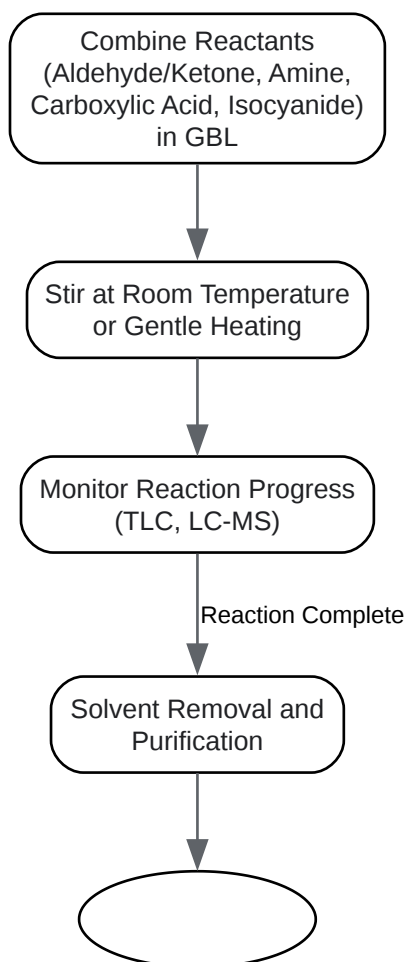 Combine Reactants
(Aldehyde/Ketone, Amine,
Carboxylic Acid, Isocyanide)
in GBL
Stir at Room Temperature
or Gentle Heating
Monitor Reaction Progress
(TLC, LC-MS)
Reaction Complete
Solvent Removal and
Purification